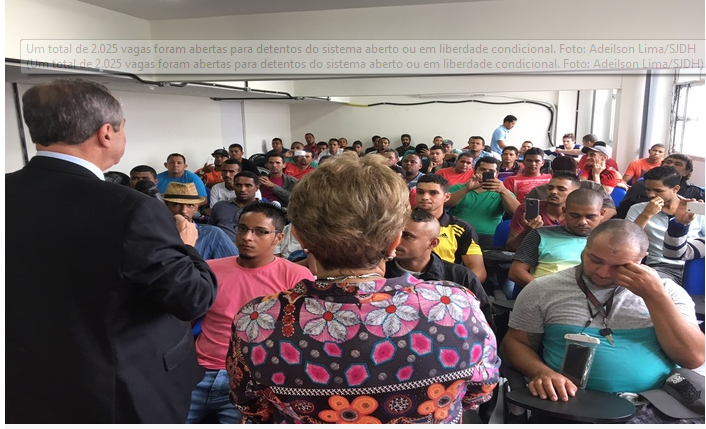 Um total de 2.025 vagas foram abertas para detentos do sistema aberto ou em liberdade condicional. Foto: Adeilson Lima/SJDH
(Um total de 2.025 vagas foram abertas para detentos do sistema aberto ou em liberdade condicional. Foto: Adeilson Lima/SJDH)